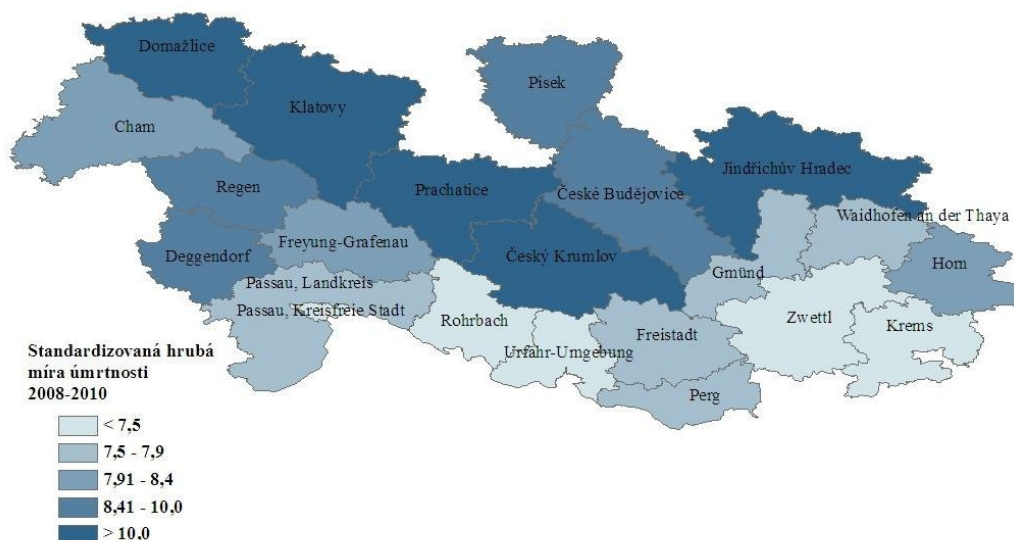 Domažlice
Písek
Klatovy
Cham
Jindřichův Hradec
Regen
Prachatice
České Budějovice
Waidhofen an der Thaya
Freyung-Grafenau
Deggendorf
Český Krumlov
Horn
Gmünd
Passau, Landkreis
Passau, Kreisfreie Stadt
Rohrbach
Zwettl
Krems
Freistadt
Urfahr-Umgebung
Perg
Standardizovaná hrubá
míra úmrtnosti
2008-2010
< 7,5
7,5 - 7,9
7,91 - 8,4
8,41 - 10,0
> 10,0